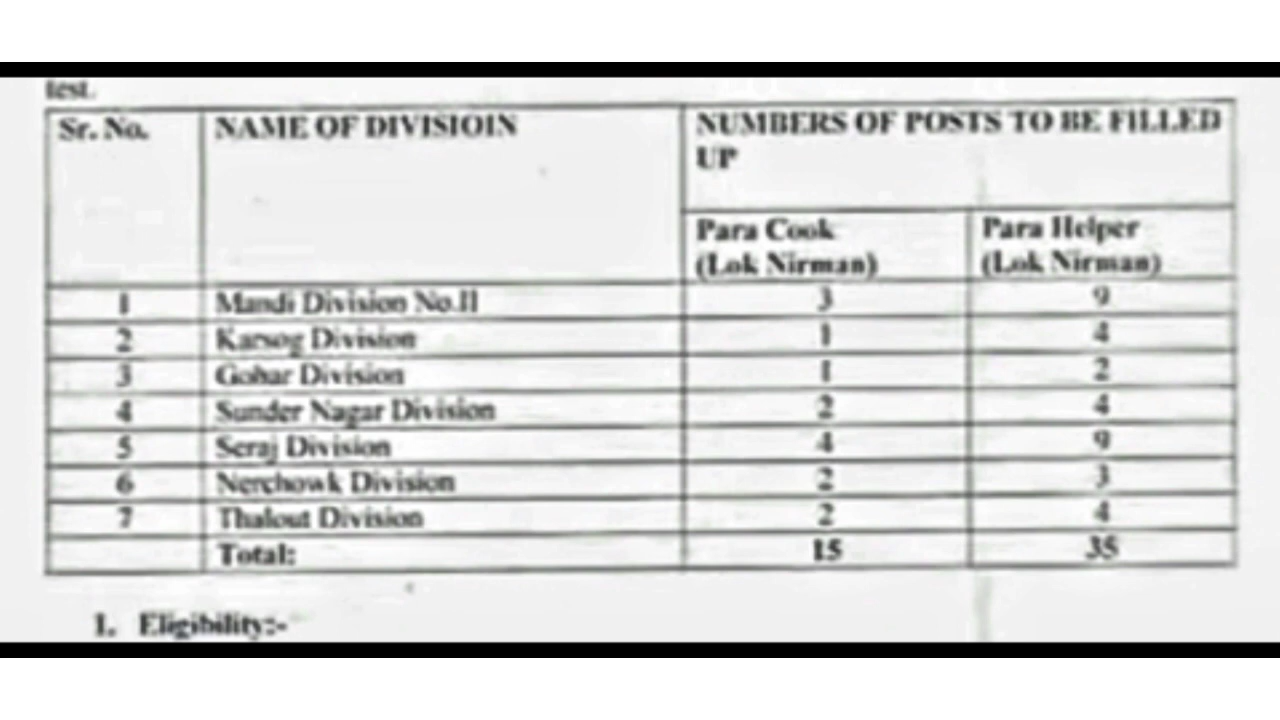 test.
Sr. No. NAME OF DIVISIOIN NUMBERS OF POSTS TO BE FILLED
UP
Para Cook Para Helper
(Lok Nirman) (Lok Nirman)
1 Mandi Division No.II 3 9
2 Karsog Division 1 4
3 Gohar Division 1 2
4 Sunder Nagar Division 2 4
5 Seraj Division 4 9
6 Nerchowk Division 2 3
7 Thalout Division 2 4
Total: 15 35
1. Eligibility:-